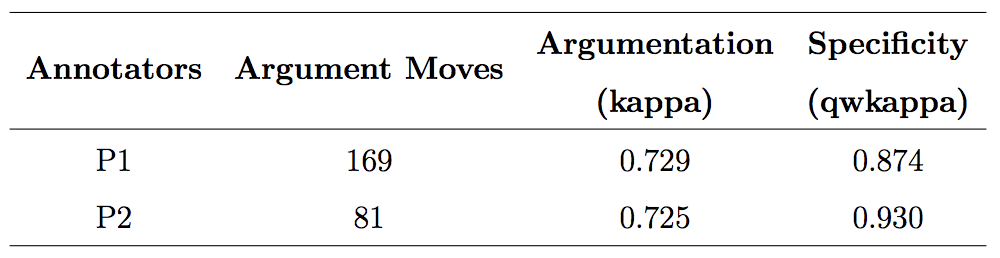 Annotators Argument Moves Argumentation (kappa) Specificity (qwkappa)
P1 169 0.729 0.874
P2 81 0.725 0.930